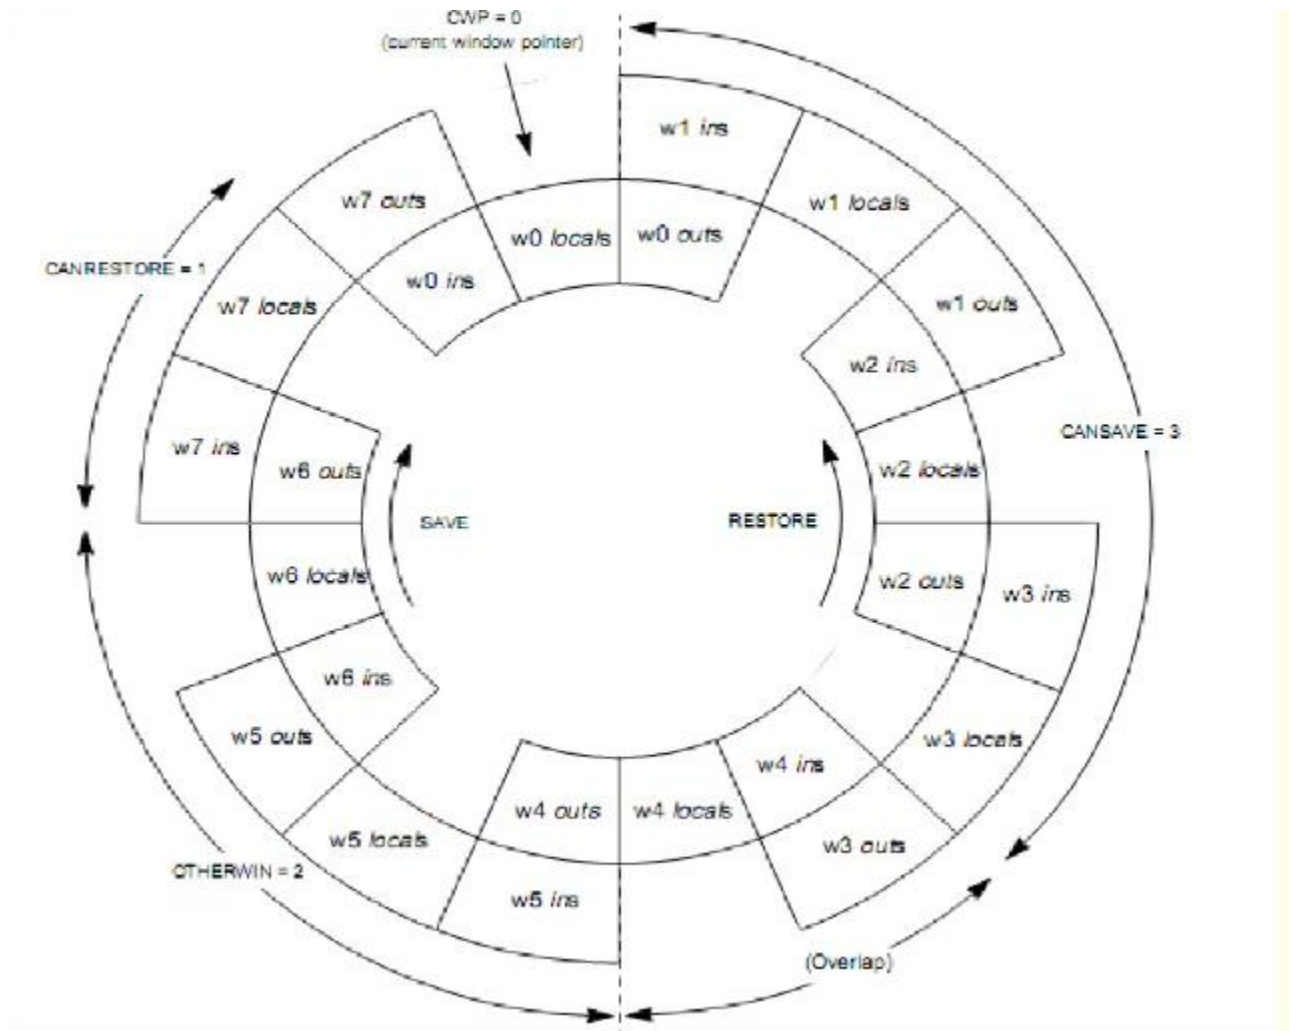 CWP = 0
(current window pointer)
w1 ins
w7 outs
w1 locals
w0 locals
w0 outs
CANRESTORE = 1
w0 ins
w7 locals
w1 outs
w2 ins
CANSAVE = 3
w7 ins
w6 outs
w2 locals
SAVE
RESTORE
w6 locals
w2 outs
w3 ins
w6 ins
w5 outs
w3 locals
w4 ins
w4 outs
w4 locals
w5 locals
w3 outs
OTHERWIN = 2
w5 ins
(Overlap)